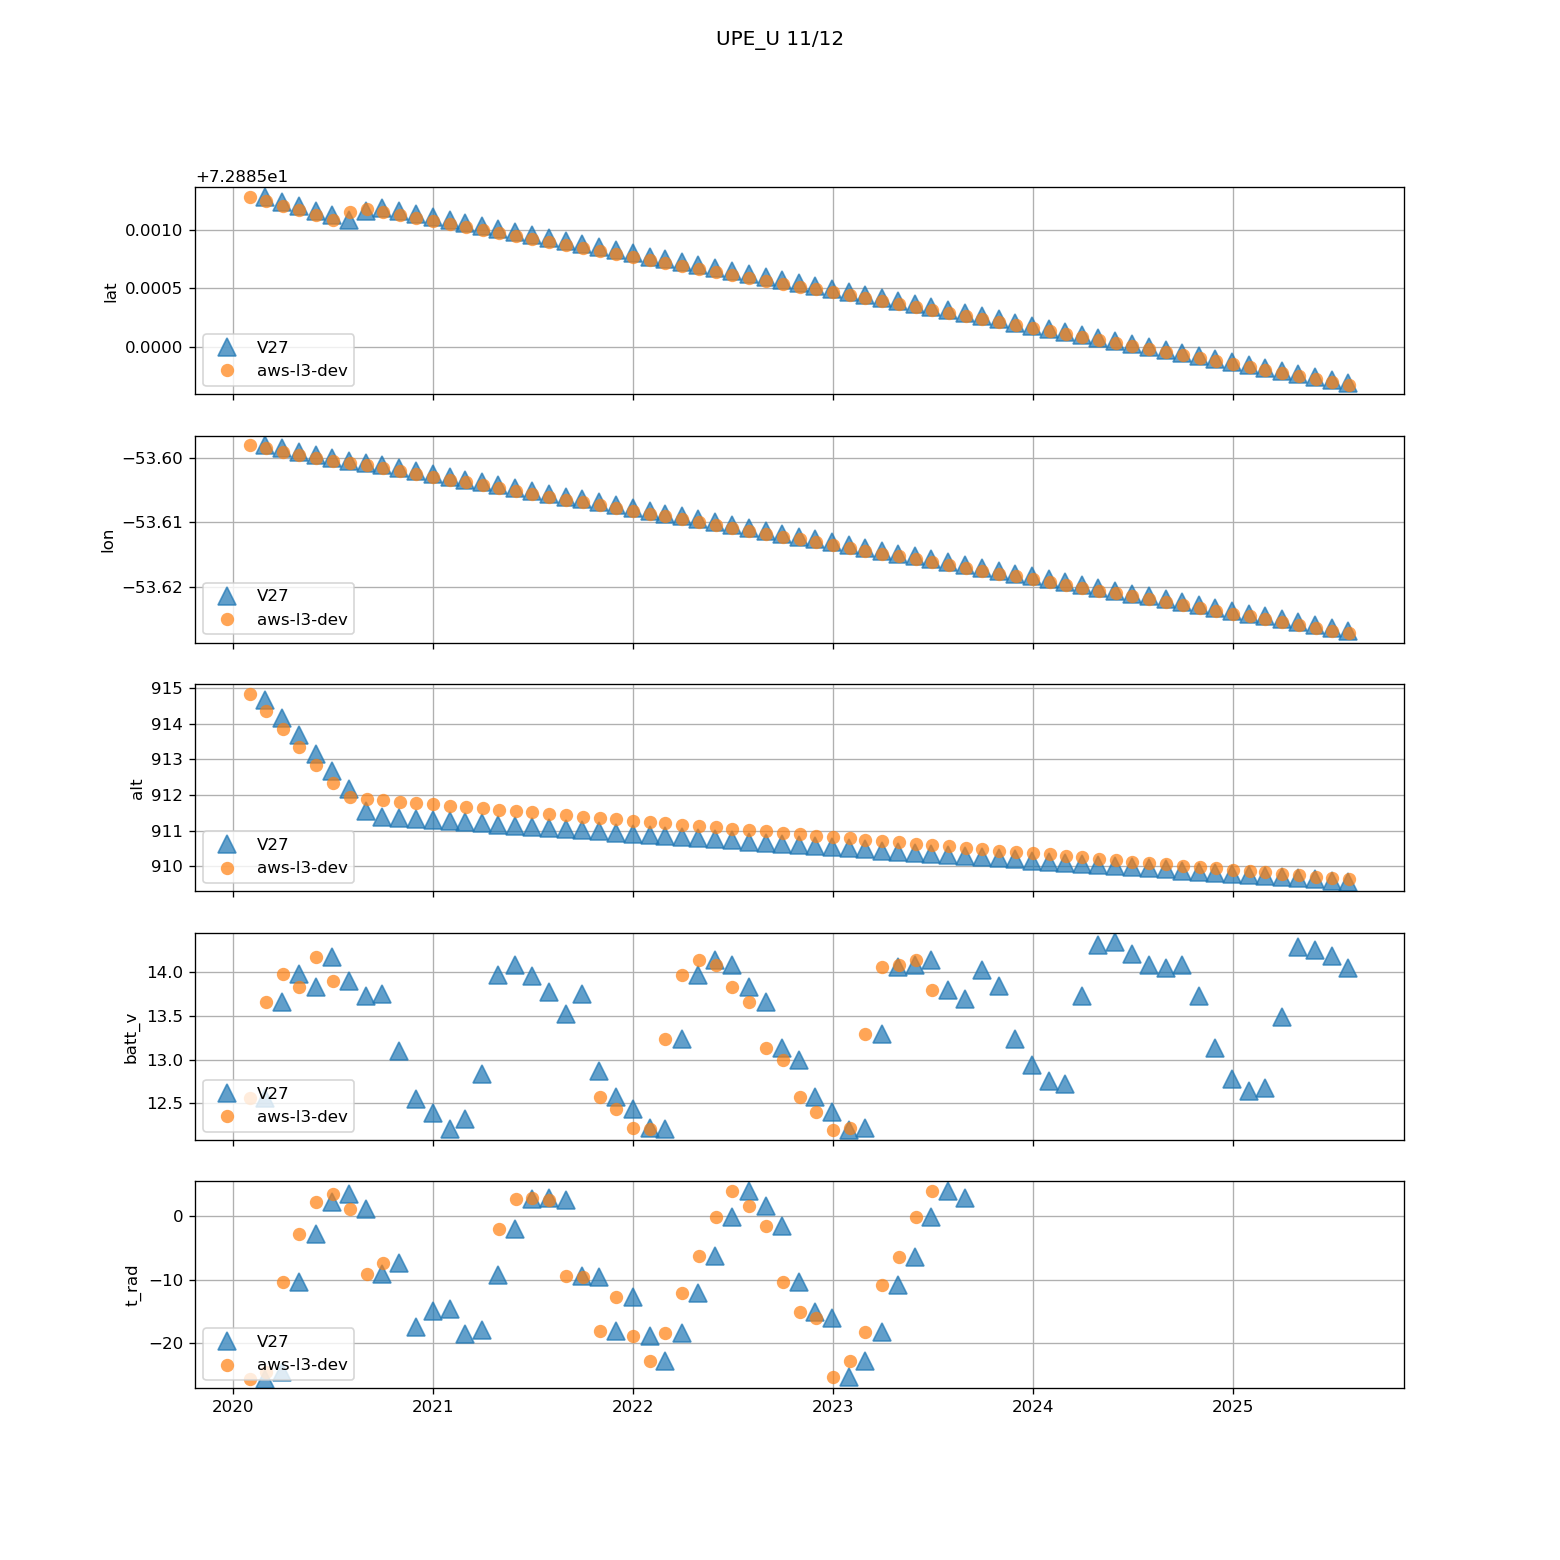 UPE_U 11/12
+7.2885e1
0.0010
0.0005
0.0000
lat
V27
aws-l3-dev
−53.60
−53.61
−53.62
lon
V27
aws-l3-dev
915
914
913
912
911
910
alt
V27
aws-l3-dev
14.0
13.5
13.0
12.5
batt_v
V27
aws-l3-dev
0
−10
−20
t_rad
V27
aws-l3-dev
2020 2021 2022 2023 2024 2025